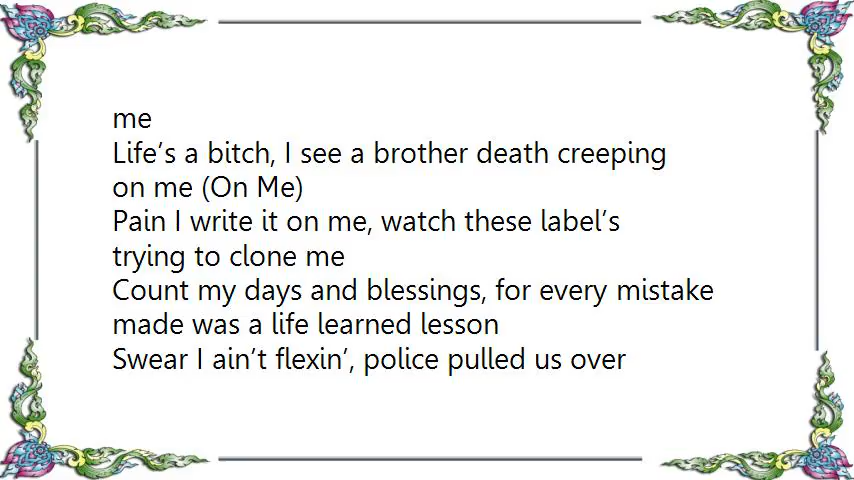 me
Life’s a bitch, I see a brother death creeping
on me (On Me)
Pain I write it on me, watch these label’s
trying to clone me
Count my days and blessings, for every mistake
made was a life learned lesson
Swear I ain’t flexin’, police pulled us over